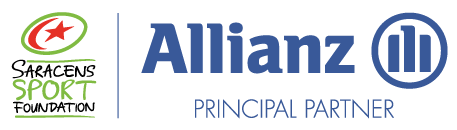 SARACENS
SPORT
FOUNDATION
Allianz
PRINCIPAL PARTNER